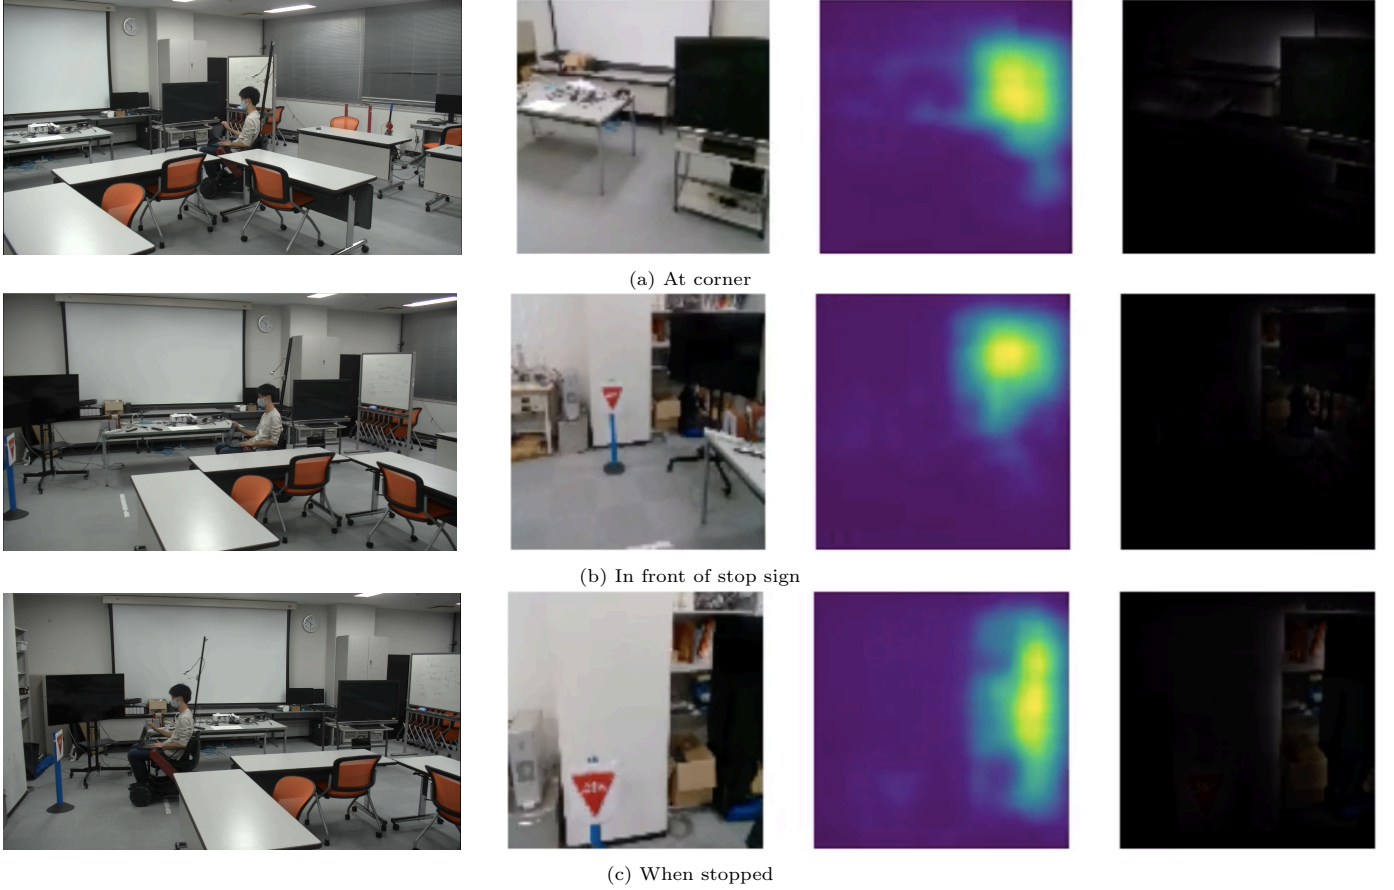 (a) At corner
(b) In front of stop sign
(c) When stopped